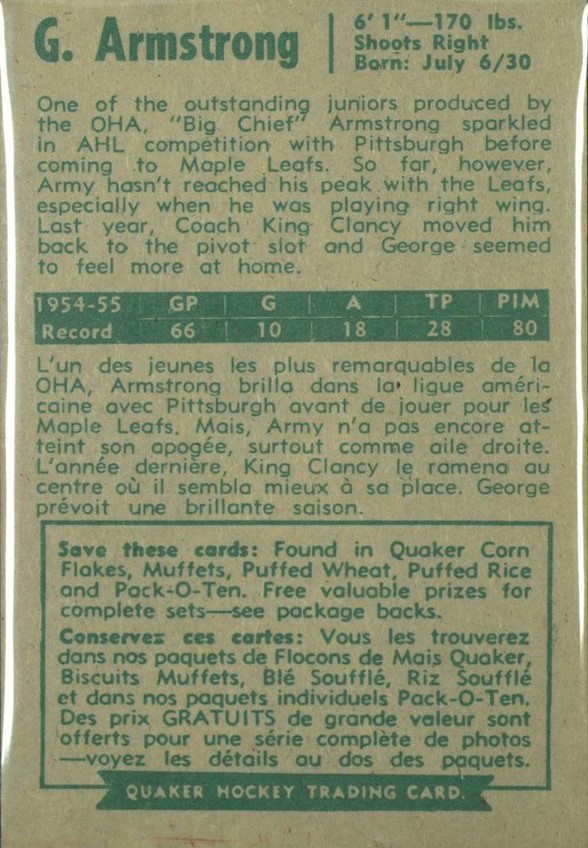 G. Armstrong
6' 1"—170 lbs.
Shoots Right
Born: July 6/30
One of the outstanding juniors produced by
the OHA, "Big Chief" Armstrong sparkled
in AHL competition with Pittsburgh before
coming to Maple Leafs. So far, however,
Army hasn't reached his peak with the Leafs,
especially when he was playing right wing.
Last year, Coach King Clancy moved him
back to the pivot slot and George seemed
to feel more at home.
1954-55 GP G A TP PIM
Record 66 10 18 28 80
L'un des jeunes les plus remarquables de la
OHA, Armstrong brilla dans la ligue améri-
caine avec Pittsburgh avant de jouer pour les
Maple Leafs. Mais, Army n'a pas encore at-
teint son apogée, surtout comme aile droite.
L'année dernière, King Clancy le ramena au
centre où il sembla mieux à sa place. George
prévoit une brillante saison.
Save these cards: Found in Quaker Corn
Flakes, Muffets, Puffed Wheat, Puffed Rice
and Pack-O-Ten. Free valuable prizes for
complete sets—see package backs.
Conservez ces cartes: Vous les trouverez
dans nos paquets de Flocons de Mais Quaker,
Biscuits Muffets, Blé Soufflé, Riz Soufflé
et dans nos paquets individuels Pack-O-Ten.
Des prix GRATUITS de grande valeur sont
offerts pour une série complète de photos
—voyez les détails au dos des paquets.
QUAKER HOCKEY TRADING CARD.